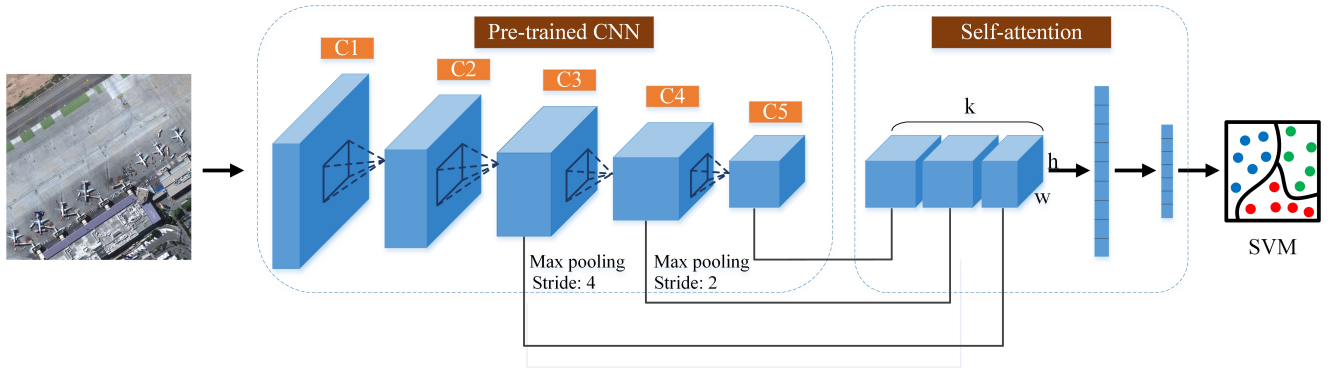 Pre-trained CNN
Self-attention
C1
C2
C3
C4
C5
k
h
w
Max pooling
Stride: 4
Max pooling
Stride: 2
SVM